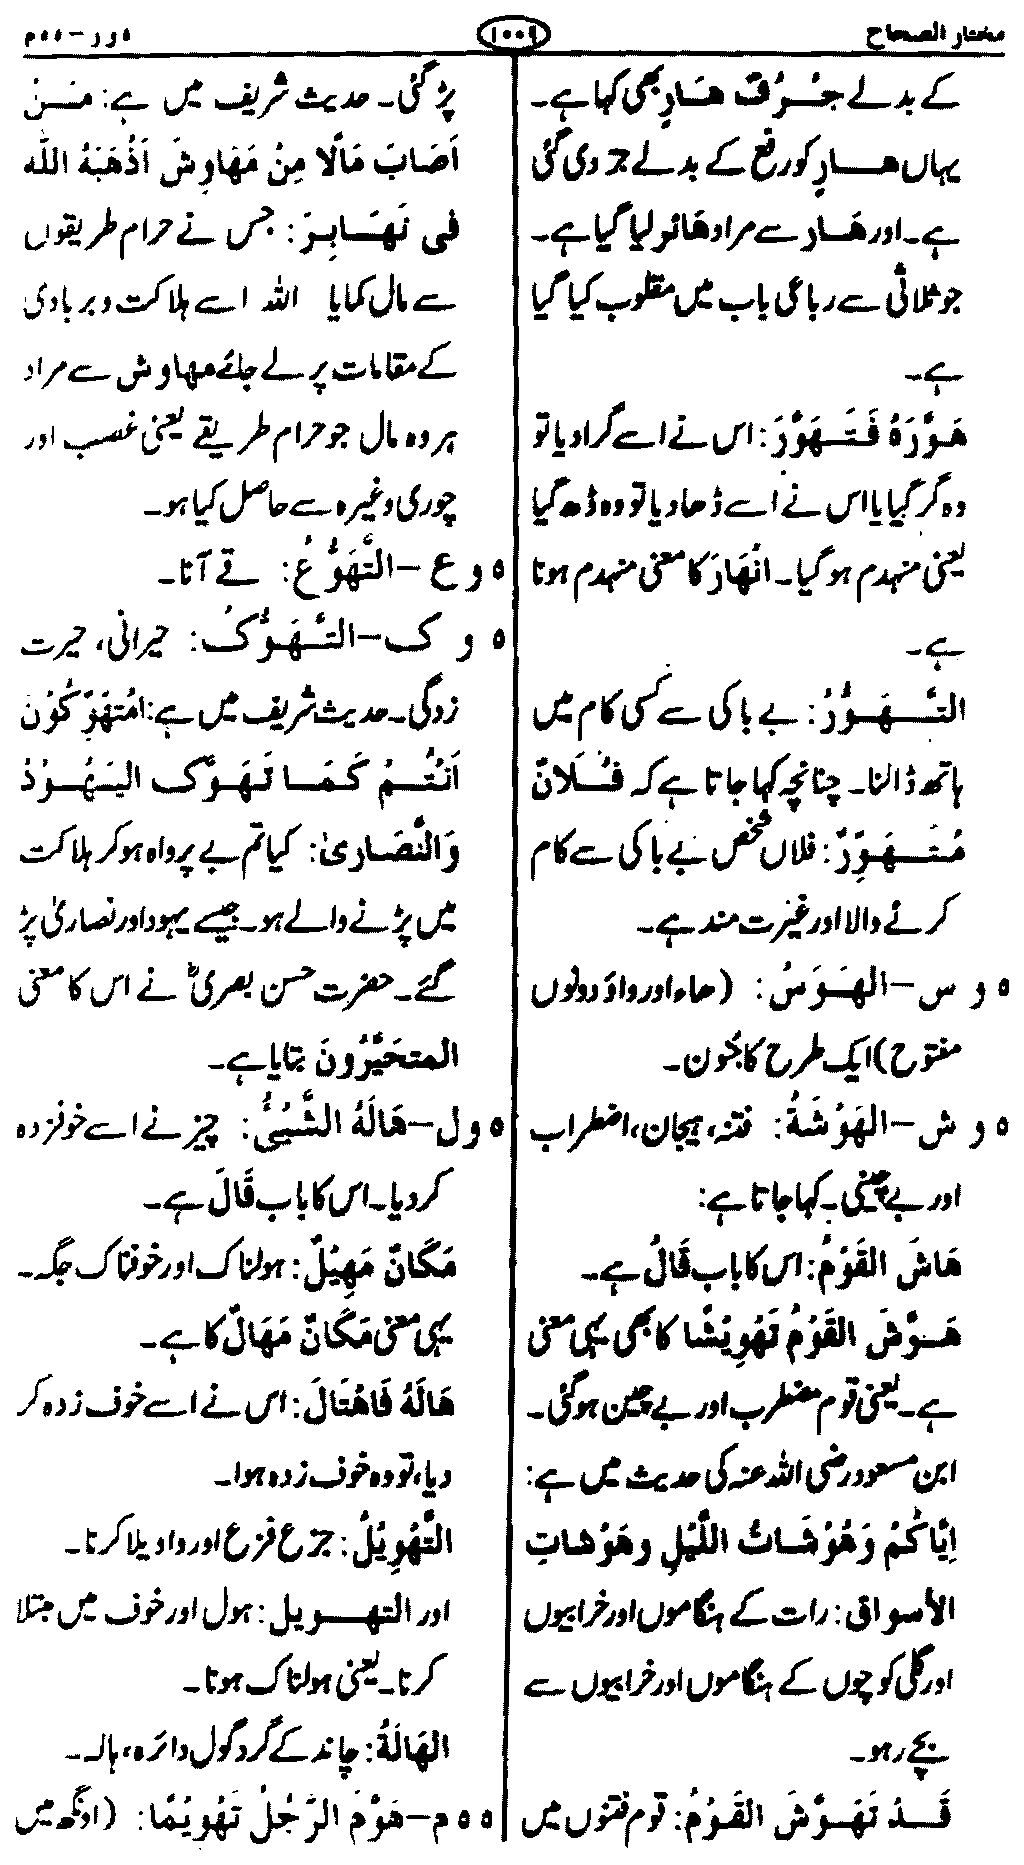 مختار الصحاح
۱۰۰۹
ہ و ر – ہ ہ م
کے بدلے جُرُفٌ هَارٍ بھی کہا ہے۔
یہاں هَارٍ کو رفع کے بدلے جر دی گئی
ہے۔ اور هَار سے مراد هَائر لیا گیا ہے۔
جو ثلاثی سے رباعی باب میں مقلوب کیا گیا
ہے۔
هَوَّرَهُ فَتَهَوَّرَ: اس نے اسے گرا دیا تو
وہ گر گیا یا اس نے اسے ڈھا دیا تو وہ ڈھ گیا
یعنی منہدم ہو گیا۔ انْهَارَ کا معنی منہدم ہونا
ہے۔
التَّهَوُّرُ: بے باکی سے کسی کام میں
ہاتھ ڈالنا۔ چنانچہ کہا جاتا ہے کہ فُلَانٌ
مُتَهَوِّرٌ: فلاں شخص بے باکی سے کام
کرنے والا اور غیرت مند ہے۔
ہ و س – الهَوَسُ: (ھاء اور واؤ دونوں
مفتوح) ایک طرح کا جُنون۔
ہ و ش – الهَوْشَةُ: فتنہ، ہیجان، اضطراب
اور بے چینی۔ کہا جاتا ہے:
هَاشَ القَوْمُ: اس کا باب قَالَ ہے۔
هَوَّشَ القَوْمُ تَهْوِيْشًا کا بھی یہی معنی
ہے۔ یعنی قوم مضطرب اور بے چین ہو گئی۔
ابن مسعود رضی اللہ عنہ کی حدیث میں ہے:
اِيَّاكُمْ وَهَوْشَاتُ اللَّيْلِ وهَوْشاتِ
الأسواق: رات کے ہنگاموں اور خرابیوں
اور گلی کوچوں کے ہنگاموں اور خرابیوں سے
بچے رہو۔
قَدْ تَهَوَّشَ القَوْمُ: قوم فتنوں میں
پڑ گئی۔ حدیث شریف میں ہے: مَنْ
اَصَابَ مَالًا مِنْ مَهَاوِشَ اَذْهَبَهُ اللّٰه
فی نَهَابِرَ: جس نے حرام طریقوں
سے مال کمایا اللہ اسے ہلاکت و بربادی
کے مقامات پر لے جائے مهاوش سے مراد
ہر وہ مال جو حرام طریقے یعنی غصب اور
چوری وغیرہ سے حاصل کیا ہو۔
ہ و ع – التَّهَوُّعُ: قے آنا۔
ہ و ک – التَّهَوُّكُ: حیرانی، حیرت
زدگی۔ حدیث شریف میں ہے: اَمُتَهَوِّكُوْنَ
اَنْتُمْ كَمَا تَهَوَّكَ اليَهُوْدُ
وَالنَّصَارىٰ: کیا تم بے پرواہ ہو کر ہلاکت
میں پڑنے والے ہو۔ جیسے یہود اور نصاریٰ پڑ
گئے۔ حضرت حسن بصریؒ نے اس کا معنی
المتحَيِّرُونَ بتایا ہے۔
ہ و ل – هَالَهُ الشَّيْئُ: چیز نے اسے خوفزدہ
کر دیا۔ اس کا باب قَالَ ہے۔
مَكَانٌ مَهِيْلٌ: ہولناک اور خوفناک جگہ۔
یہی معنی مَكَانٌ مَهَالٌ کا ہے۔
هَالَهُ فَاهْتَالَ: اس نے اسے خوف زدہ کر
دیا، تو وہ خوف زدہ ہوا۔
التَّهْوِيْلُ: جزع فزع اور واویلا کرنا۔
اور التهويل: ہول اور خوف میں مبتلا
کرنا۔ یعنی ہولناک ہونا۔
الهَالَةُ: چاند کے گرد گول دائرہ، ہالہ۔
ہ ہ م – هَوَّمَ الرَّجُلُ تَهْوِيْمًا: (اونگھ میں